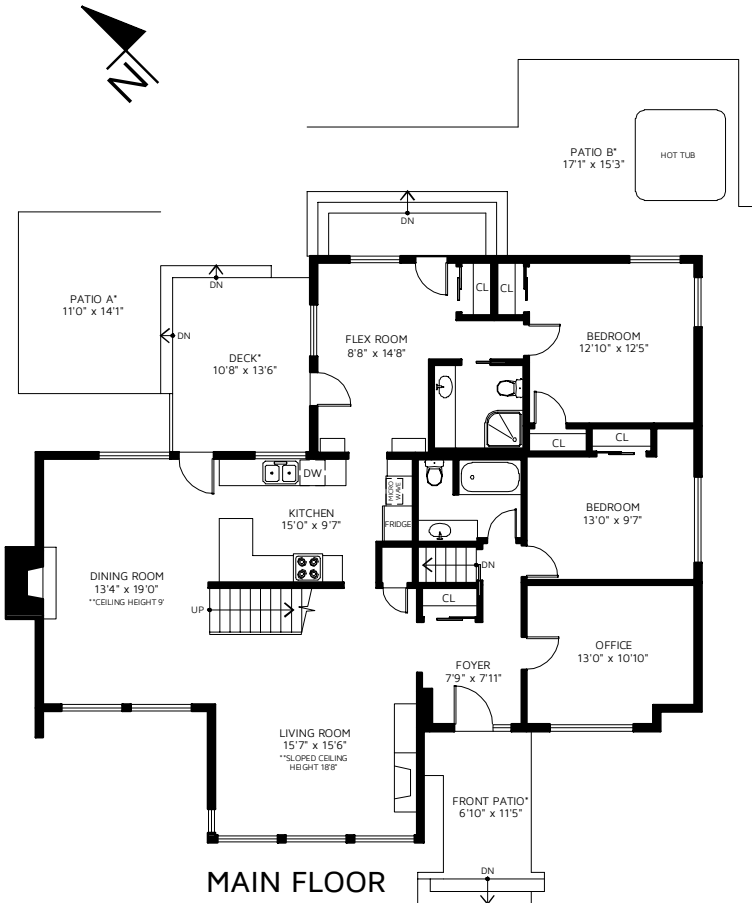 N
PATIO B*
17'1" x 15'3"
HOT TUB
DN
PATIO A*
11'0" x 14'1"
DN
DN
DECK*
10'8" x 13'6"
FLEX ROOM
8'8" x 14'8"
CL
CL
BEDROOM
12'10" x 12'5"
CL
CL
DW
KITCHEN
15'0" x 9'7"
MICRO
WAVE
FRIDGE
BEDROOM
13'0" x 9'7"
DINING ROOM
13'4" x 19'0"
**CEILING HEIGHT 9'
UP
DN
CL
FOYER
7'9" x 7'11"
OFFICE
13'0" x 10'10"
LIVING ROOM
15'7" x 15'6"
**SLOPED CEILING
HEIGHT 18'8"
FRONT PATIO*
6'10" x 11'5"
DN
MAIN FLOOR